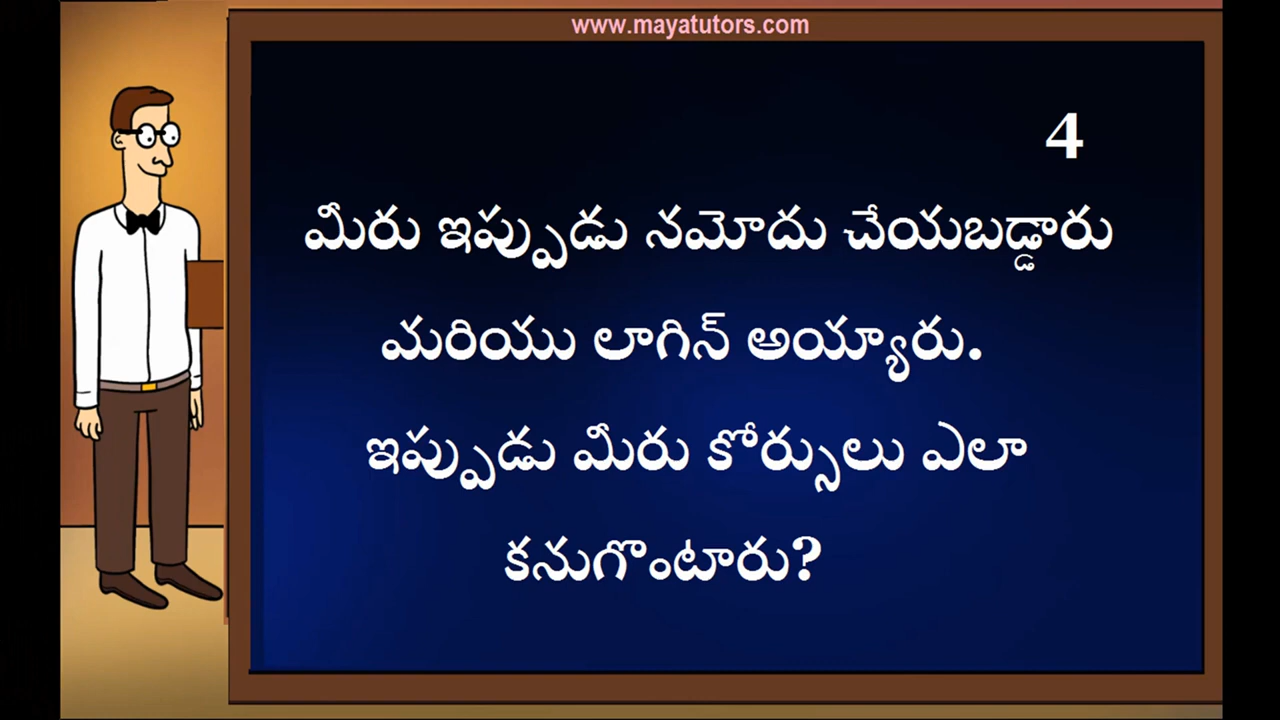 www.mayatutors.com
4
మీరు ఇప్పుడు నమోదు చేయబడ్డారు
మరియు లాగిన్ అయ్యారు.
ఇప్పుడు మీరు కోర్సులు ఎలా
కనుగొంటారు?